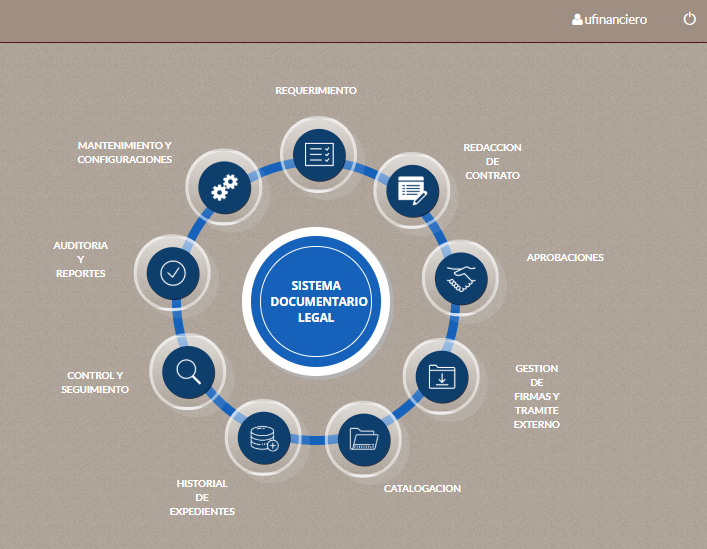 ufinanciero
REQUERIMIENTO
MANTENIMIENTO Y
CONFIGURACIONES
REDACCION
DE
CONTRATO
AUDITORIA
Y
REPORTES
APROBACIONES
SISTEMA
DOCUMENTARIO
LEGAL
CONTROL Y
SEGUIMIENTO
GESTION
DE
FIRMAS Y
TRAMITE
EXTERNO
HISTORIAL
DE
EXPEDIENTES
CATALOGACION